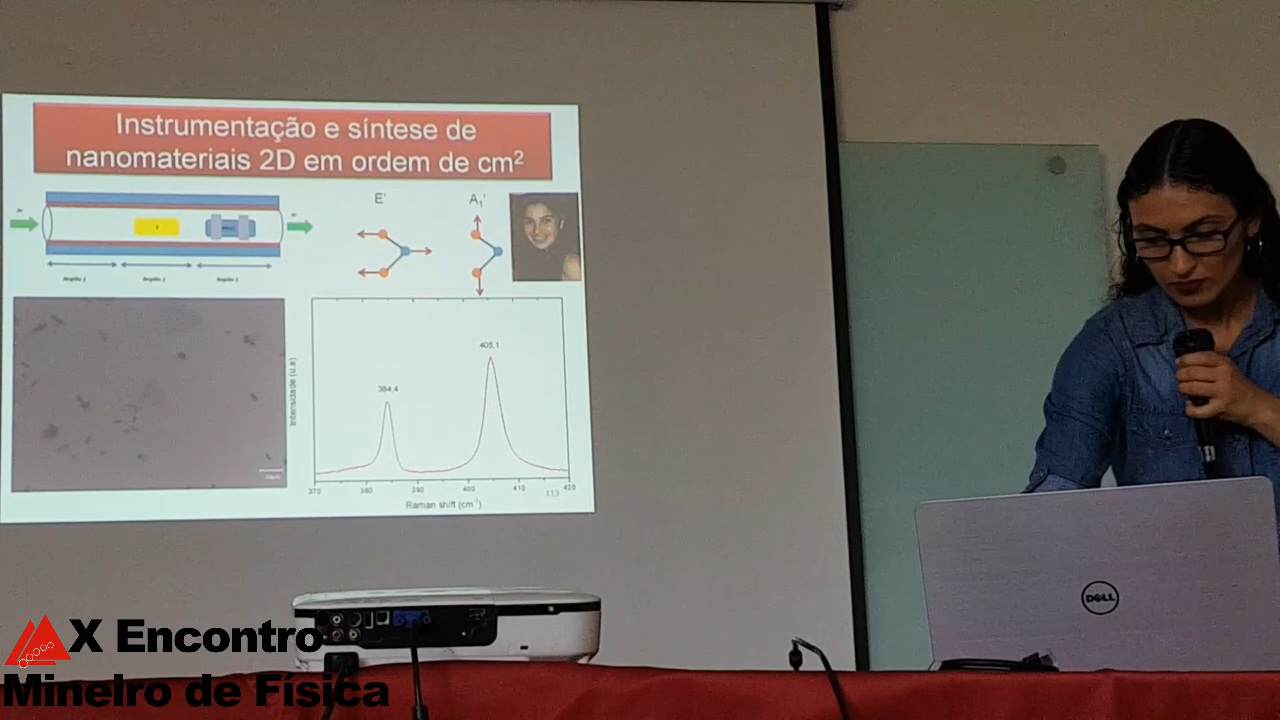 Instrumentação e síntese de
nanomateriais 2D em ordem de cm²
E'
A₁'
405,1
384,4
Intensidade (u.a)
370 380 390 400 410 420
113
Raman shift (cm⁻¹)
DELL
X Encontro
Mineiro de Física